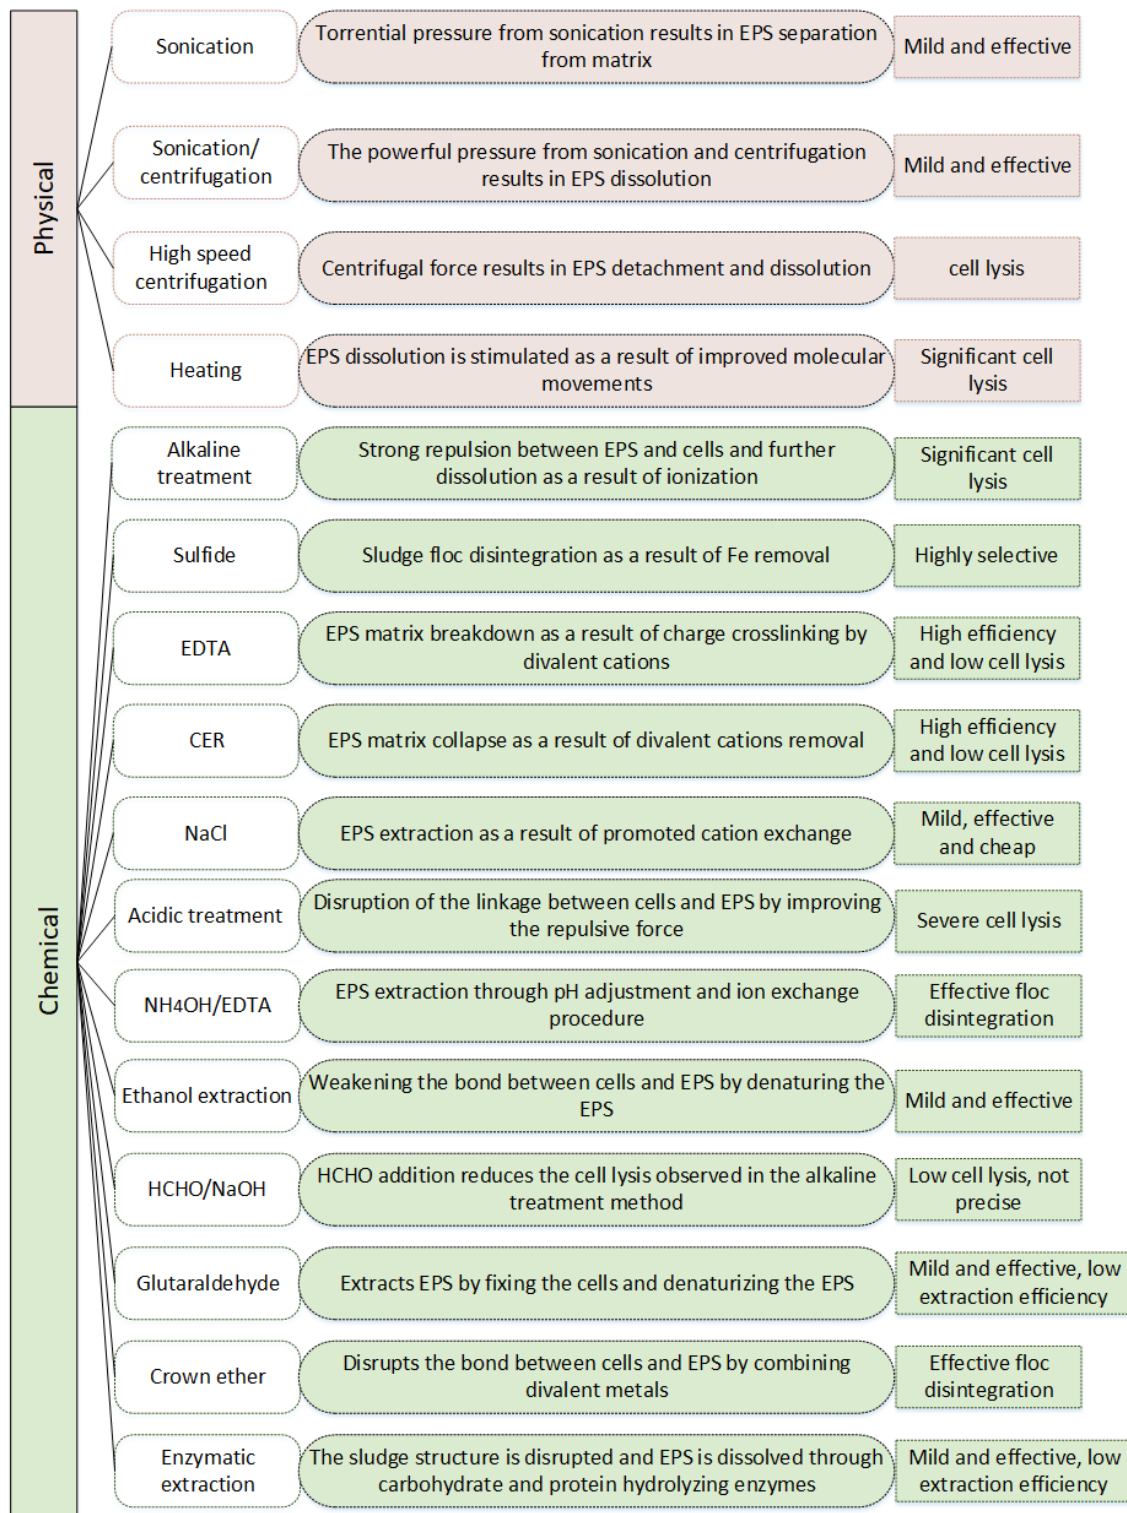 Physical
Sonication
Torrential pressure from sonication results in EPS separation
from matrix
Mild and effective
Sonication/
centrifugation
The powerful pressure from sonication and centrifugation
results in EPS dissolution
Mild and effective
High speed
centrifugation
Centrifugal force results in EPS detachment and dissolution
cell lysis
Heating
EPS dissolution is stimulated as a result of improved molecular
movements
Significant cell
lysis
Chemical
Alkaline
treatment
Strong repulsion between EPS and cells and further
dissolution as a result of ionization
Significant cell
lysis
Sulfide
Sludge floc disintegration as a result of Fe removal
Highly selective
EDTA
EPS matrix breakdown as a result of charge crosslinking by
divalent cations
High efficiency
and low cell lysis
CER
EPS matrix collapse as a result of divalent cations removal
High efficiency
and low cell lysis
NaCl
EPS extraction as a result of promoted cation exchange
Mild, effective
and cheap
Acidic treatment
Disruption of the linkage between cells and EPS by improving
the repulsive force
Severe cell lysis
NH4OH/EDTA
EPS extraction through pH adjustment and ion exchange
procedure
Effective floc
disintegration
Ethanol extraction
Weakening the bond between cells and EPS by denaturing the
EPS
Mild and effective
HCHO/NaOH
HCHO addition reduces the cell lysis observed in the alkaline
treatment method
Low cell lysis, not
precise
Glutaraldehyde
Extracts EPS by fixing the cells and denaturizing the EPS
Mild and effective, low
extraction efficiency
Crown ether
Disrupts the bond between cells and EPS by combining
divalent metals
Effective floc
disintegration
Enzymatic
extraction
The sludge structure is disrupted and EPS is dissolved through
carbohydrate and protein hydrolyzing enzymes
Mild and effective, low
extraction efficiency